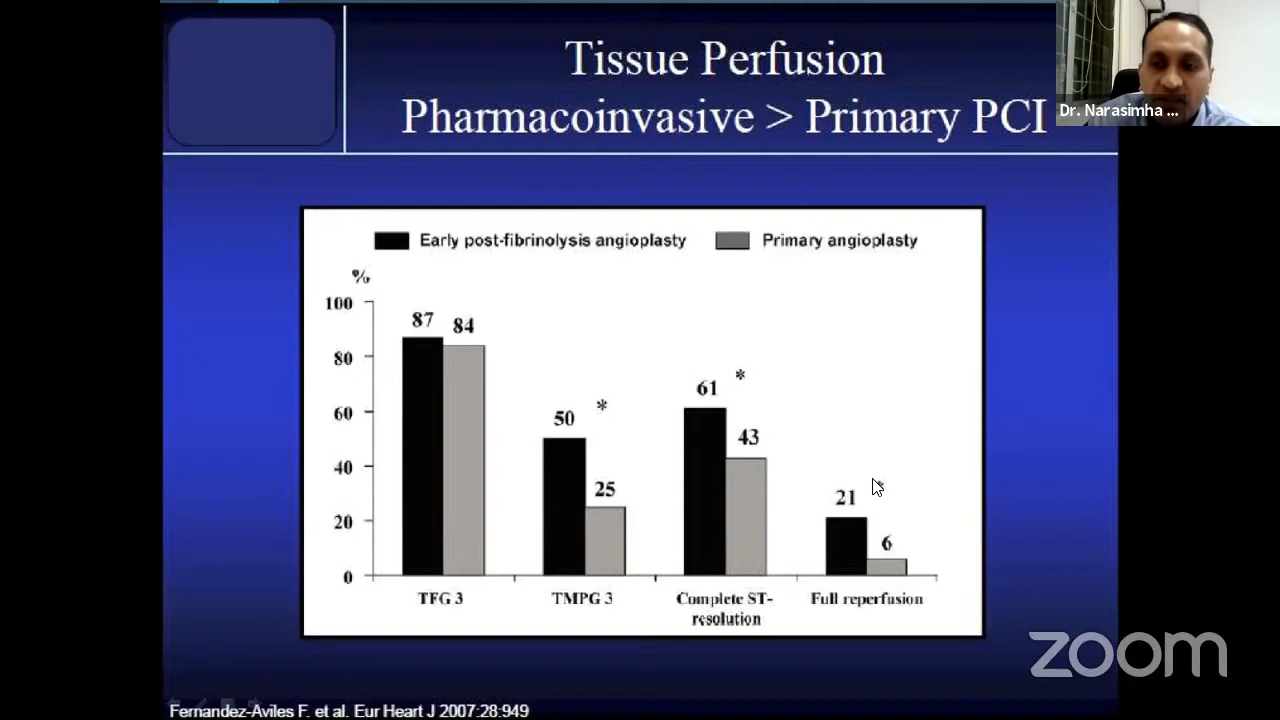 Tissue Perfusion
Pharmacoinvasive > Primary PCI
Dr. Narasimha ...
Early post-fibrinolysis angioplasty
Primary angioplasty
%
100
80
60
40
20
0
87
84
50
*
25
61
*
43
21
6
TFG 3
TMPG 3
Complete ST-
resolution
Full reperfusion
zoom
Fernandez-Aviles F. et al. Eur Heart J 2007:28:949